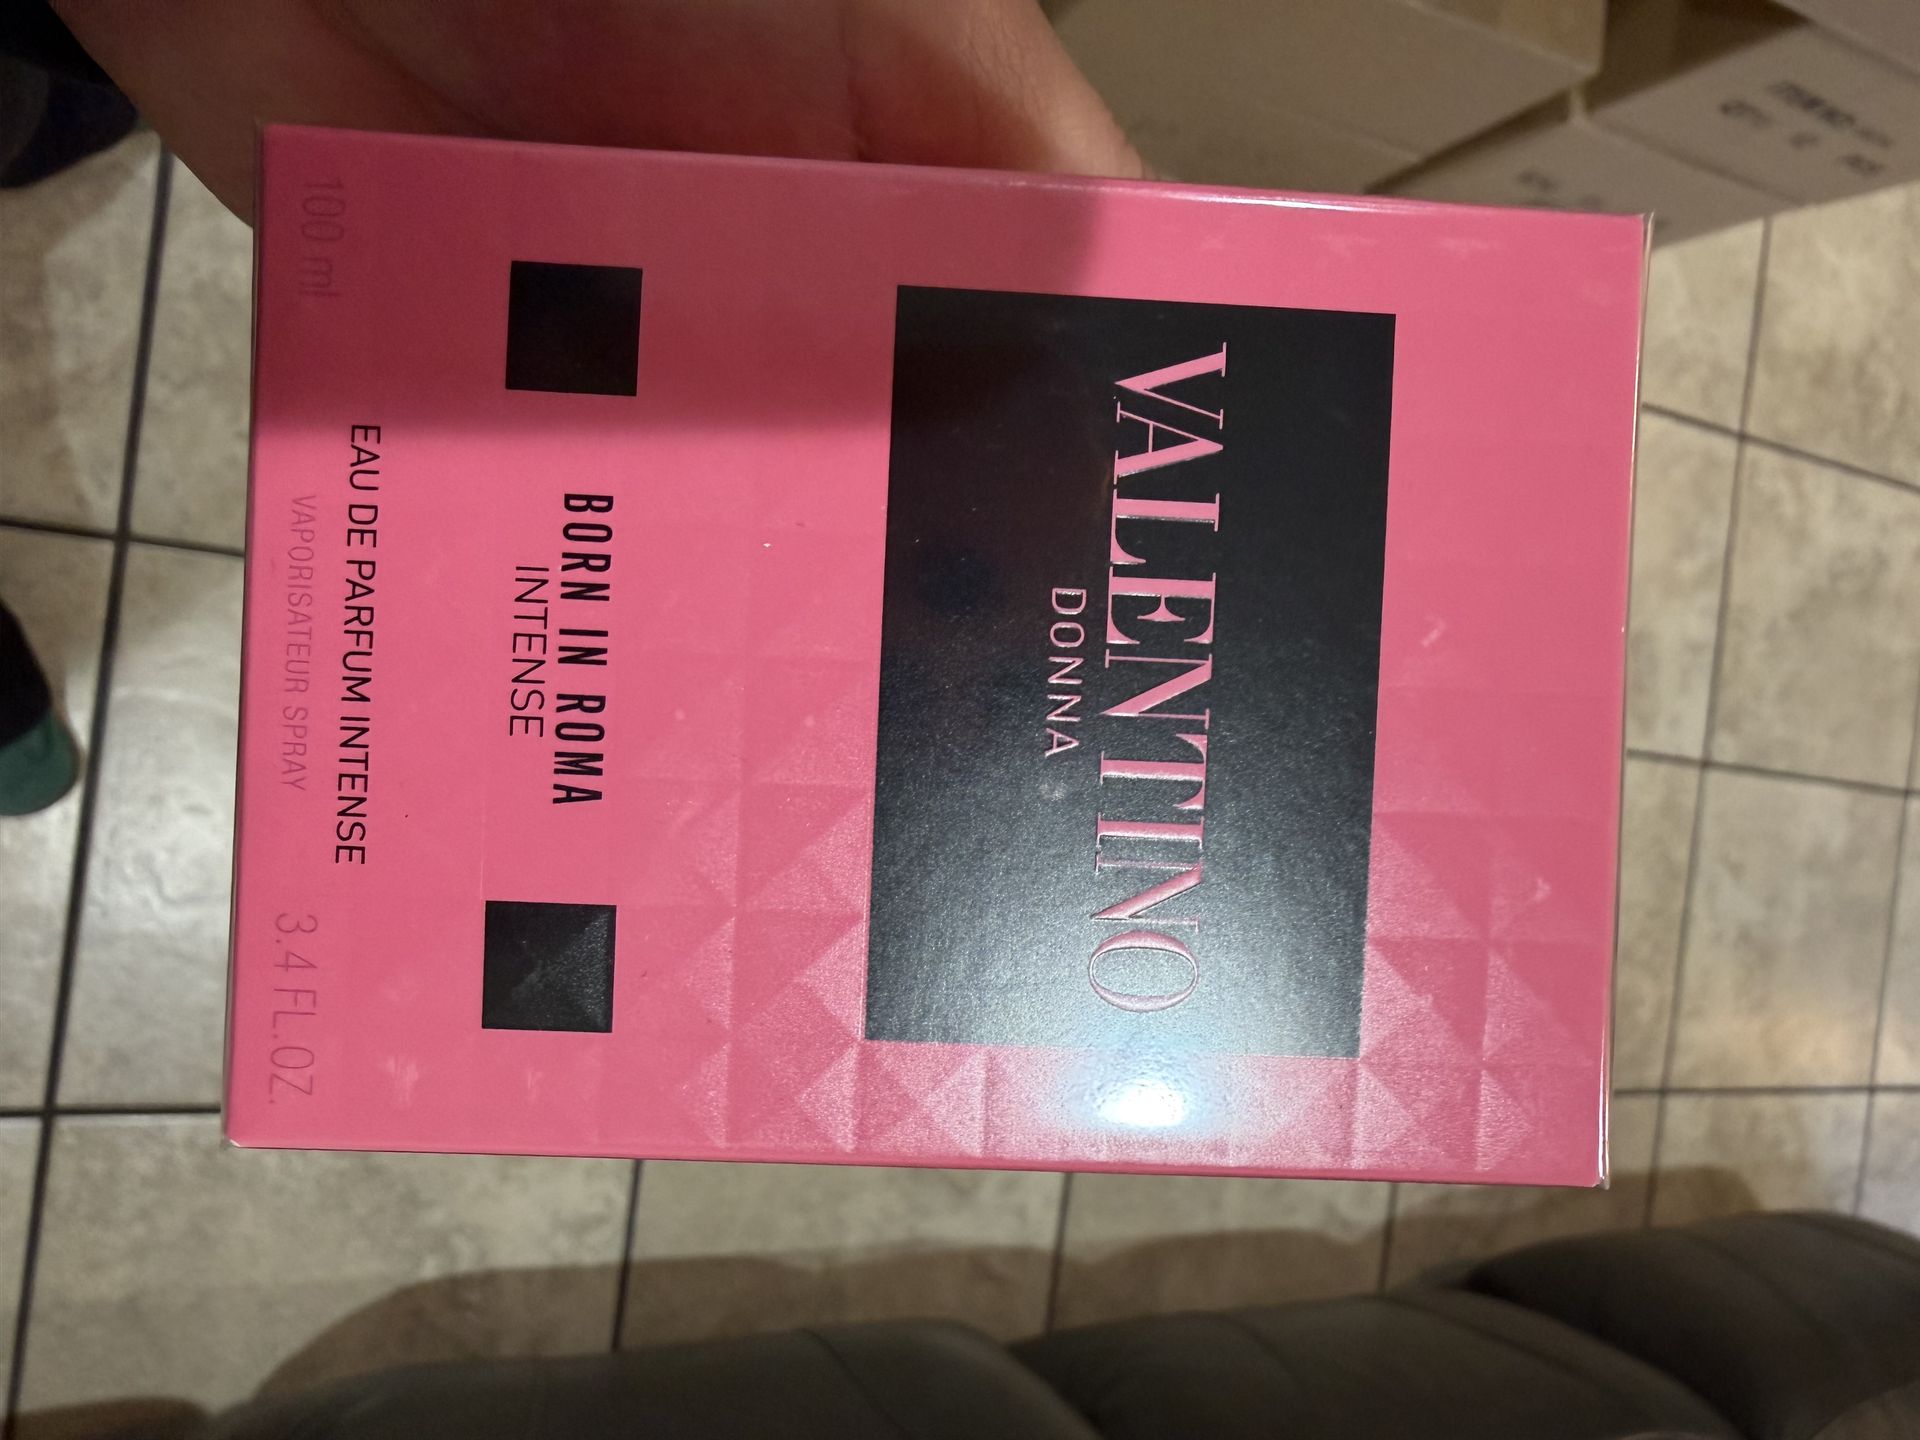 VALENTINO
DONNA
BORN IN ROMA
INTENSE
EAU DE PARFUM INTENSE
100 ml
VAPORISATEUR SPRAY
3.4 FL.OZ.